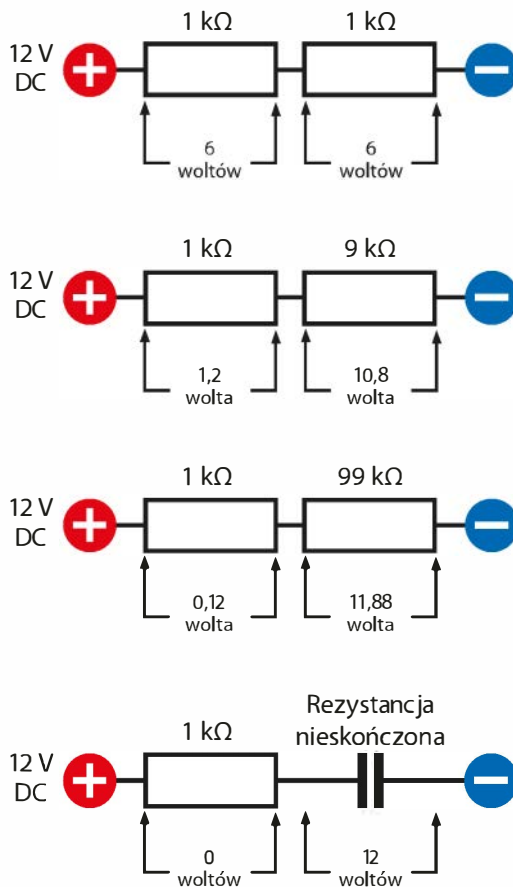 1 kΩ 1 kΩ
12 V
DC
+ −
6
woltów
6
woltów
1 kΩ 9 kΩ
12 V
DC
+ −
1,2
wolta
10,8
wolta
1 kΩ 99 kΩ
12 V
DC
+ −
0,12
wolta
11,88
wolta
Rezystancja
nieskończona
1 kΩ
12 V
DC
+ −
0
woltów
12
woltów